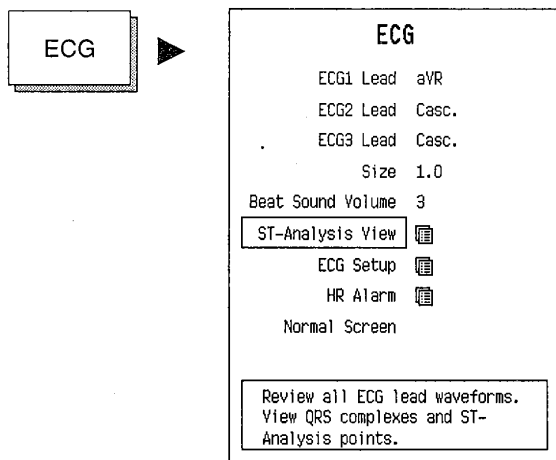 ECG
ECG
ECG1 Lead aVR
ECG2 Lead Casc.
ECG3 Lead Casc.
Size 1.0
Beat Sound Volume 3
ST-Analysis View
ECG Setup
HR Alarm
Normal Screen
Review all ECG lead waveforms.
View QRS complexes and ST-
Analysis points.